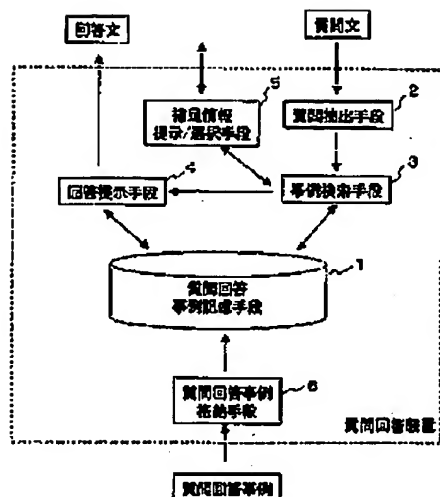 回答文
質問文
5
補足情報
提示/選択手段
2
質問抽出手段
4
回答提示手段
3
事例検索手段
1
質問回答
事例記憶手段
6
質問回答事例
格納手段
質問回答装置
質問回答事例